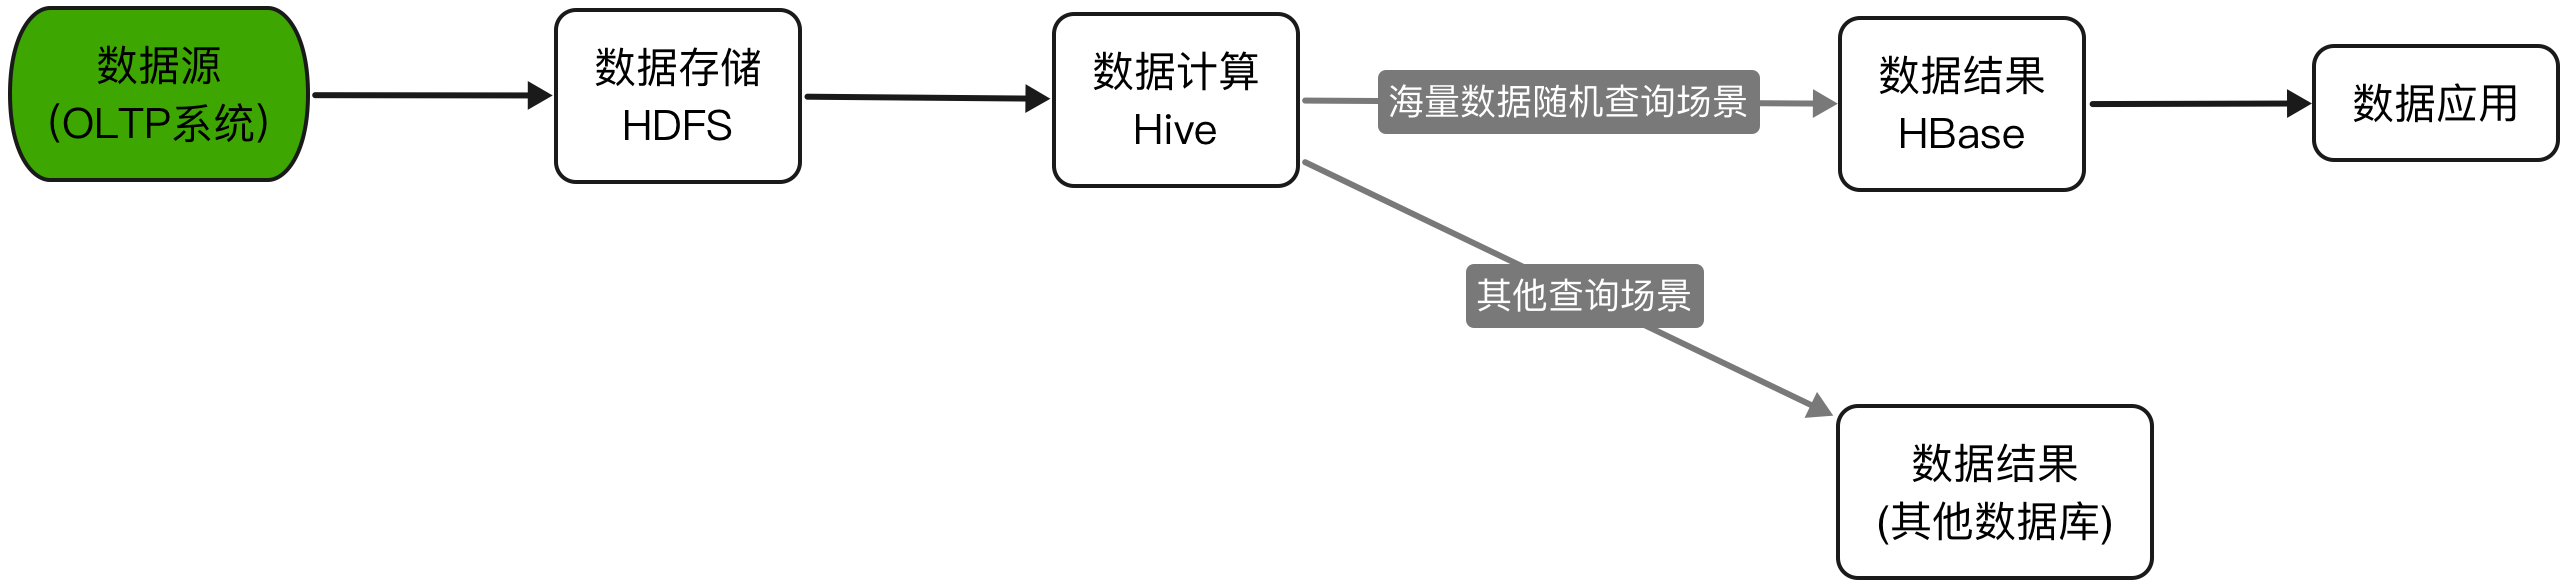 数据源
(OLTP系统)
数据存储
HDFS
数据计算
Hive
海量数据随机查询场景
数据结果
HBase
数据应用
其他查询场景
数据结果
(其他数据库)